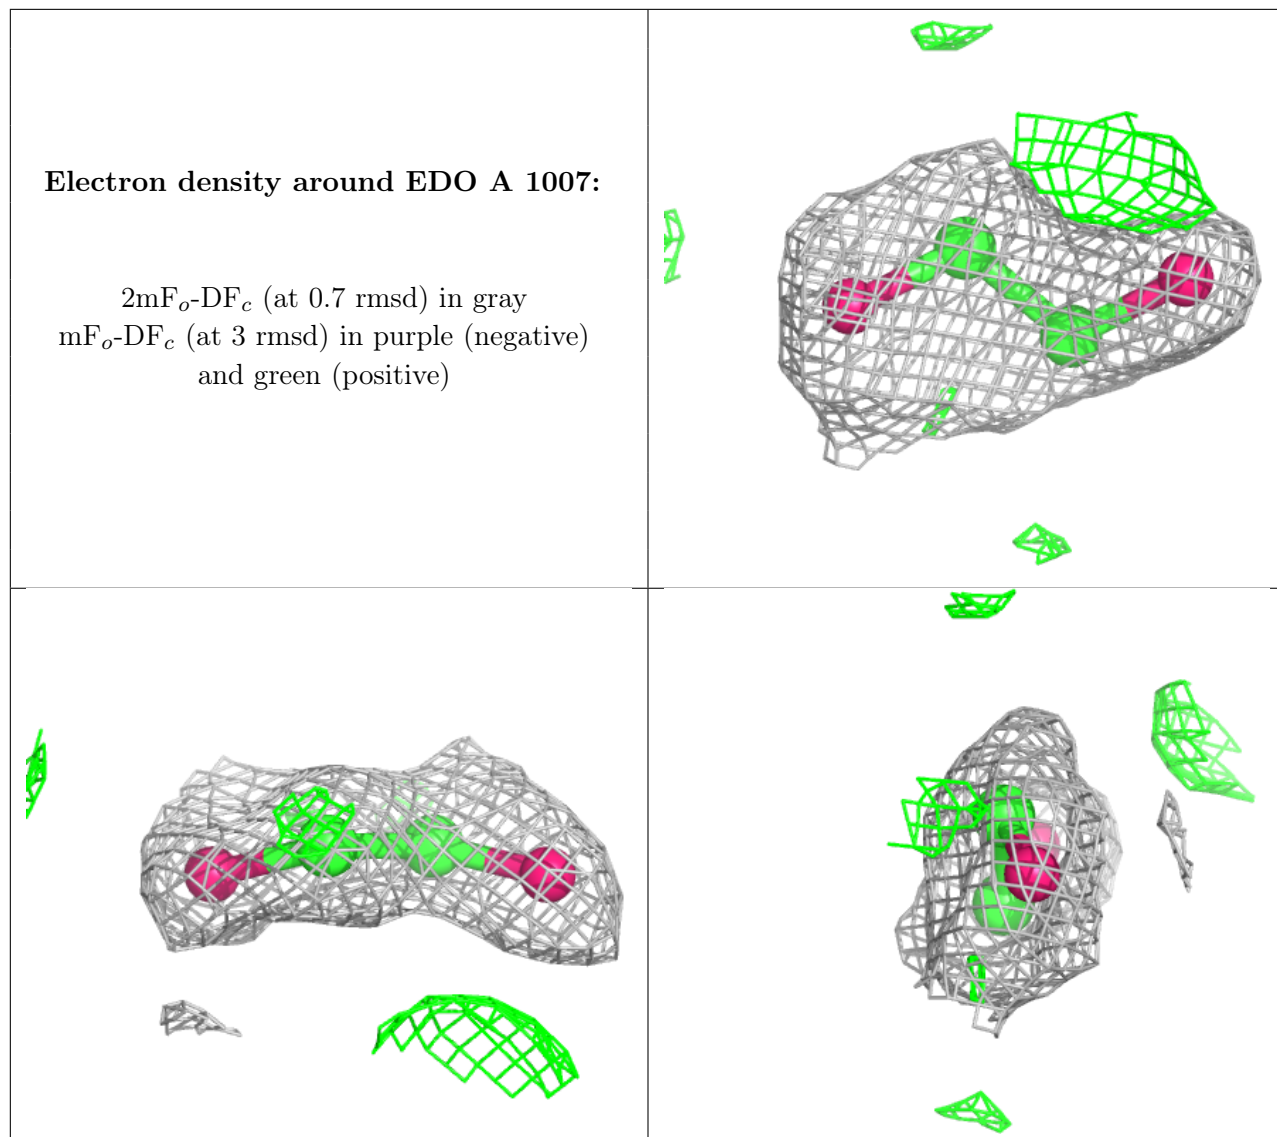 Electron density around EDO A 1007:
2mFo-DFc (at 0.7 rmsd) in gray
mFo-DFc (at 3 rmsd) in purple (negative)
and green (positive)